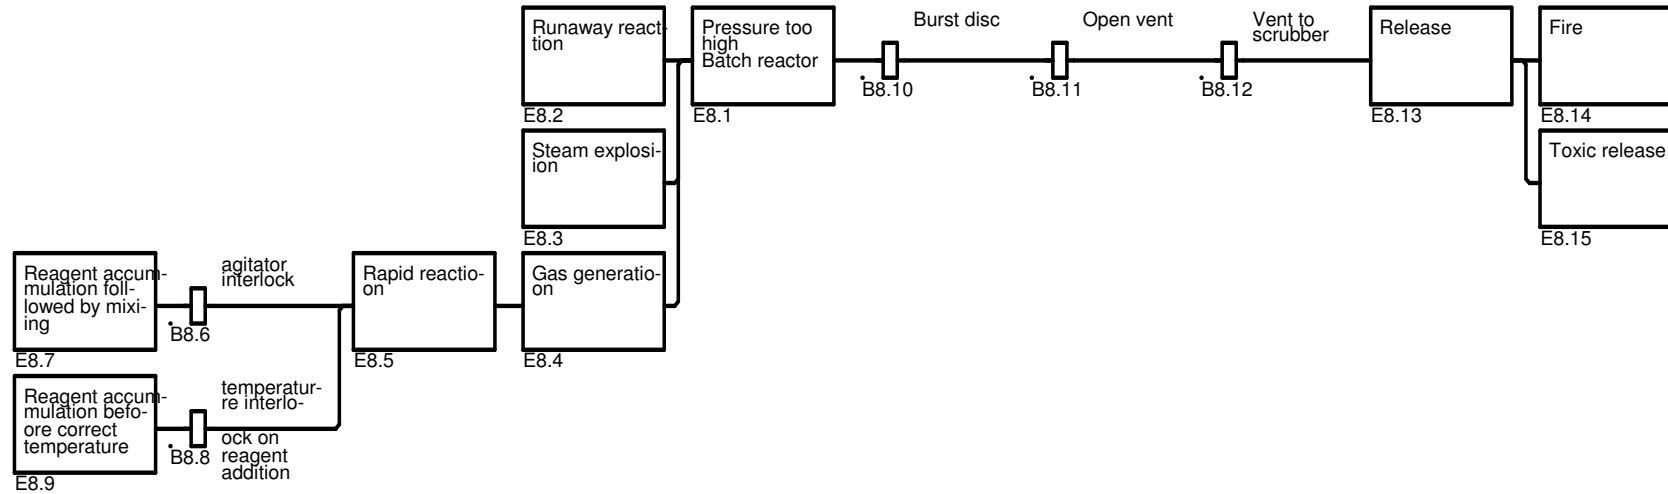 Runaway react-
tion
E8.2
Pressure too
high
Batch reactor
E8.1
Burst disc
B8.10
Open vent
B8.11
Vent to
scrubber
B8.12
Release
E8.13
Fire
E8.14
Steam explosi-
ion
E8.3
Toxic release
E8.15
Reagent accum-
mulation fol-
lowed by mixi-
ing
E8.7
agitator
interlock
B8.6
Rapid reactio-
on
E8.5
Gas generatio-
on
E8.4
Reagent accum-
mulation befo-
ore correct
temperature
E8.9
temperatur-
re interlo-
ock on
reagent
addition
B8.8